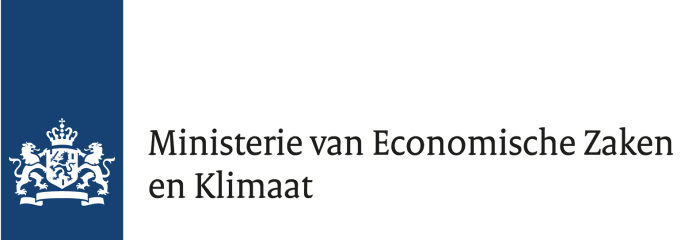 Ministerie van Economische Zaken
en Klimaat